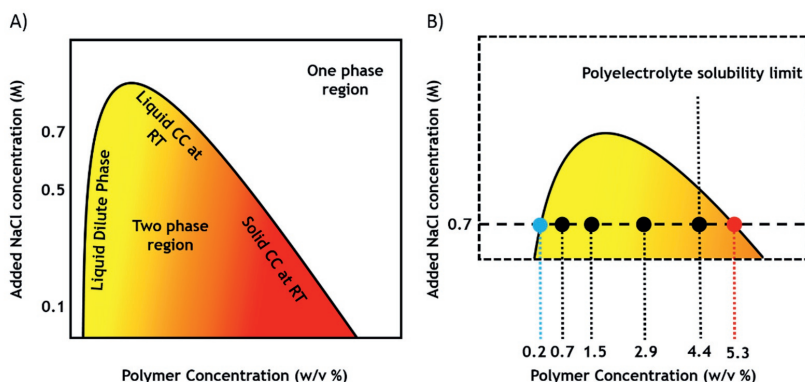 A)
One phase
region
Liquid CC at
RT
Liquid Dilute Phase
Two phase
region
Solid CC at RT
Added NaCl concentration (M)
0.7
0.5
0.1
Polymer Concentration (w/v %)
B)
Polyelectrolyte solubility limit
Added NaCl concentration (M)
0.7
0.2 0.7 1.5 2.9 4.4 5.3
Polymer Concentration (w/v %)